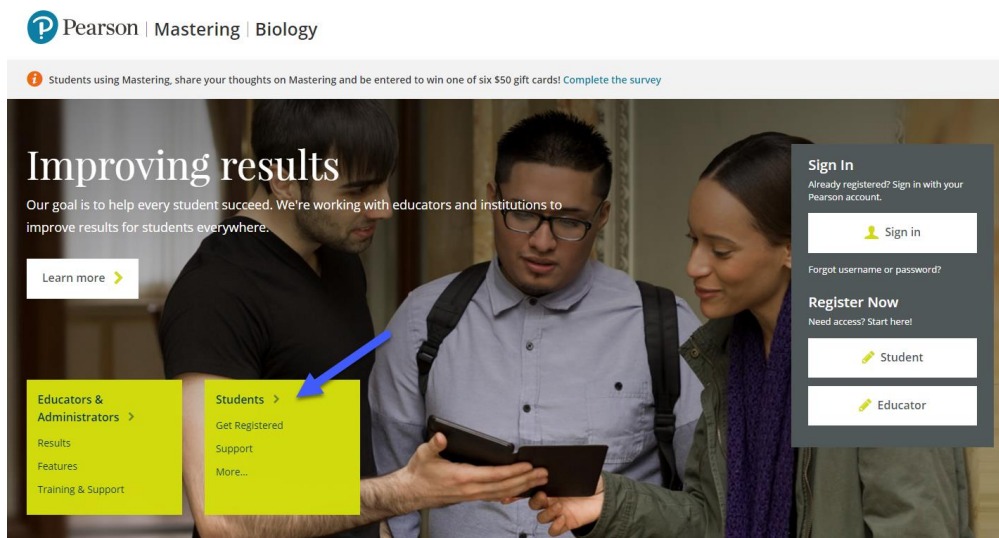 Pearson | Mastering | Biology
Students using Mastering, share your thoughts on Mastering and be entered to win one of six $50 gift cards! Complete the survey
Improving results
Our goal is to help every student succeed. We're working with educators and institutions to
improve results for students everywhere.
Learn more
Educators &
Administrators
Results
Features
Training & Support
Students
Get Registered
Support
More...
Sign In
Already registered? Sign in with your
Pearson account.
Sign in
Forgot username or password?
Register Now
Need access? Start here!
Student
Educator